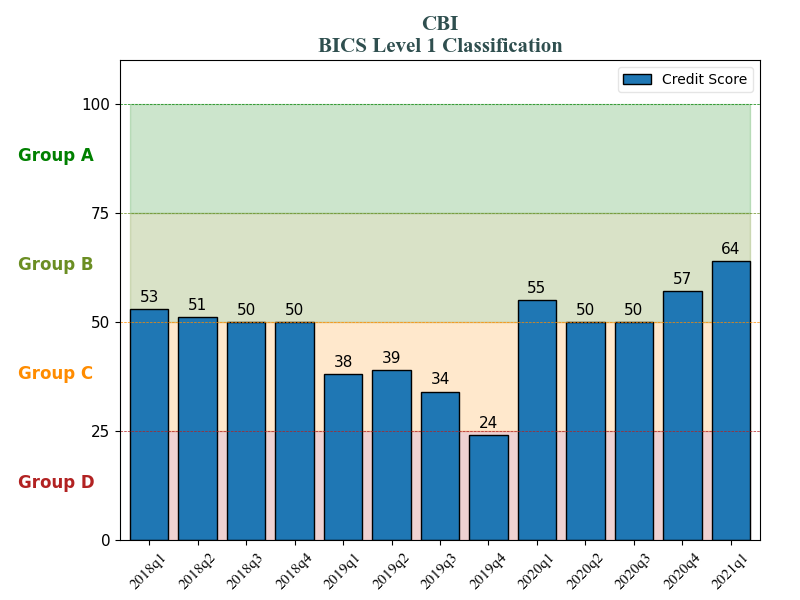 CBI
BICS Level 1 Classification
Credit Score
100
Group A
75
Group B
50
Group C
25
Group D
0
53
51
50
50
38
39
34
24
55
50
50
57
64
2018q1
2018q2
2018q3
2018q4
2019q1
2019q2
2019q3
2019q4
2020q1
2020q2
2020q3
2020q4
2021q1